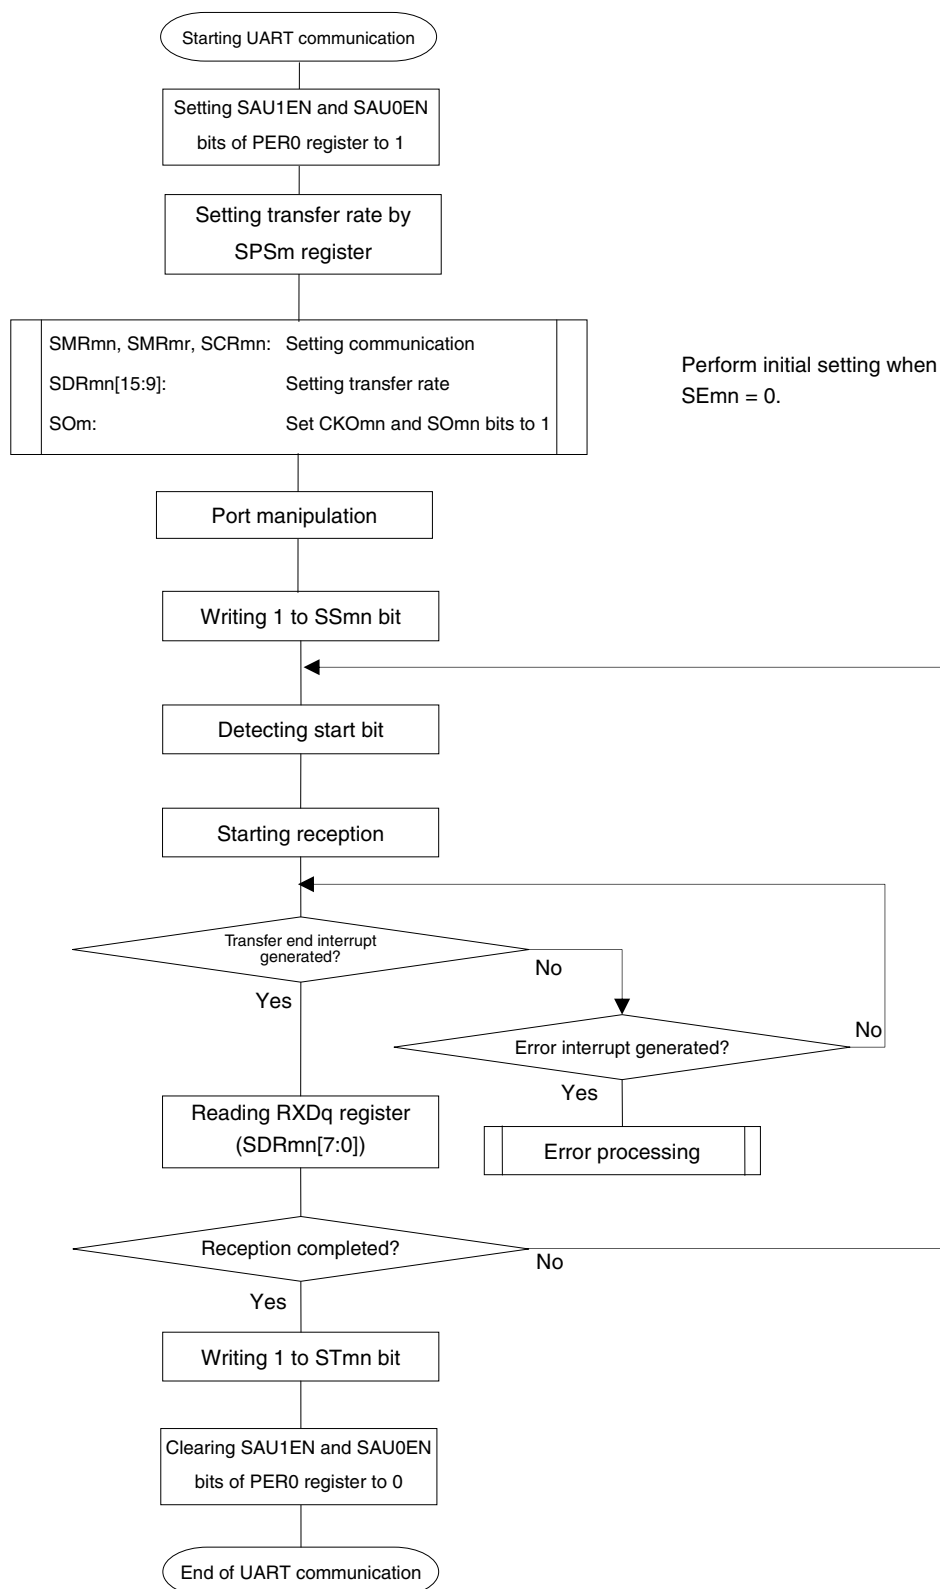 Starting UART communication
Setting SAU1EN and SAU0EN
bits of PER0 register to 1
Setting transfer rate by
SPSm register
SMRmn, SMRmr, SCRmn: Setting communication
SDRmn[15:9]: Setting transfer rate
SOm: Set CKOmn and SOmn bits to 1
Perform initial setting when
SEmn = 0.
Port manipulation
Writing 1 to SSmn bit
Detecting start bit
Starting reception
Transfer end interrupt
generated?
No
Yes
Error interrupt generated?
No
Yes
Reading RXDq register
(SDRmn[7:0])
Error processing
Reception completed?
No
Yes
Writing 1 to STmn bit
Clearing SAU1EN and SAU0EN
bits of PER0 register to 0
End of UART communication